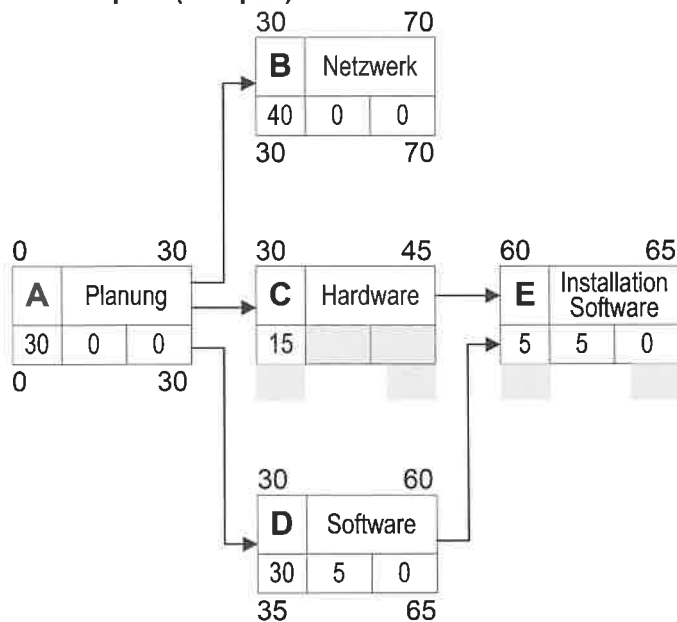 30 70
B Netzwerk
40 0 0
30 70
0 30
A Planung
30 0 0
0 30
30 45
C Hardware
15
60 65
E Installation
Software
5 5 0
30 60
D Software
30 5 0
35 65